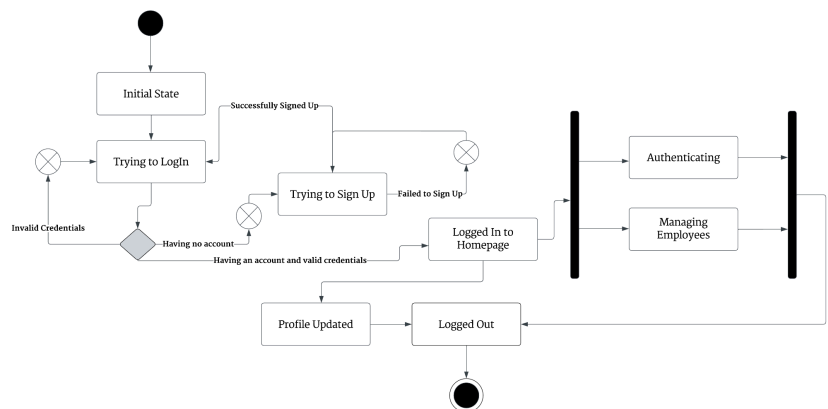 Initial State
Successfully Signed Up
Trying to LogIn
Authenticating
Trying to Sign Up
Failed to Sign Up
Invalid Credentials
Having no account
Logged In to
Homepage
Managing
Employees
Having an account and valid credentials
Profile Updated
Logged Out